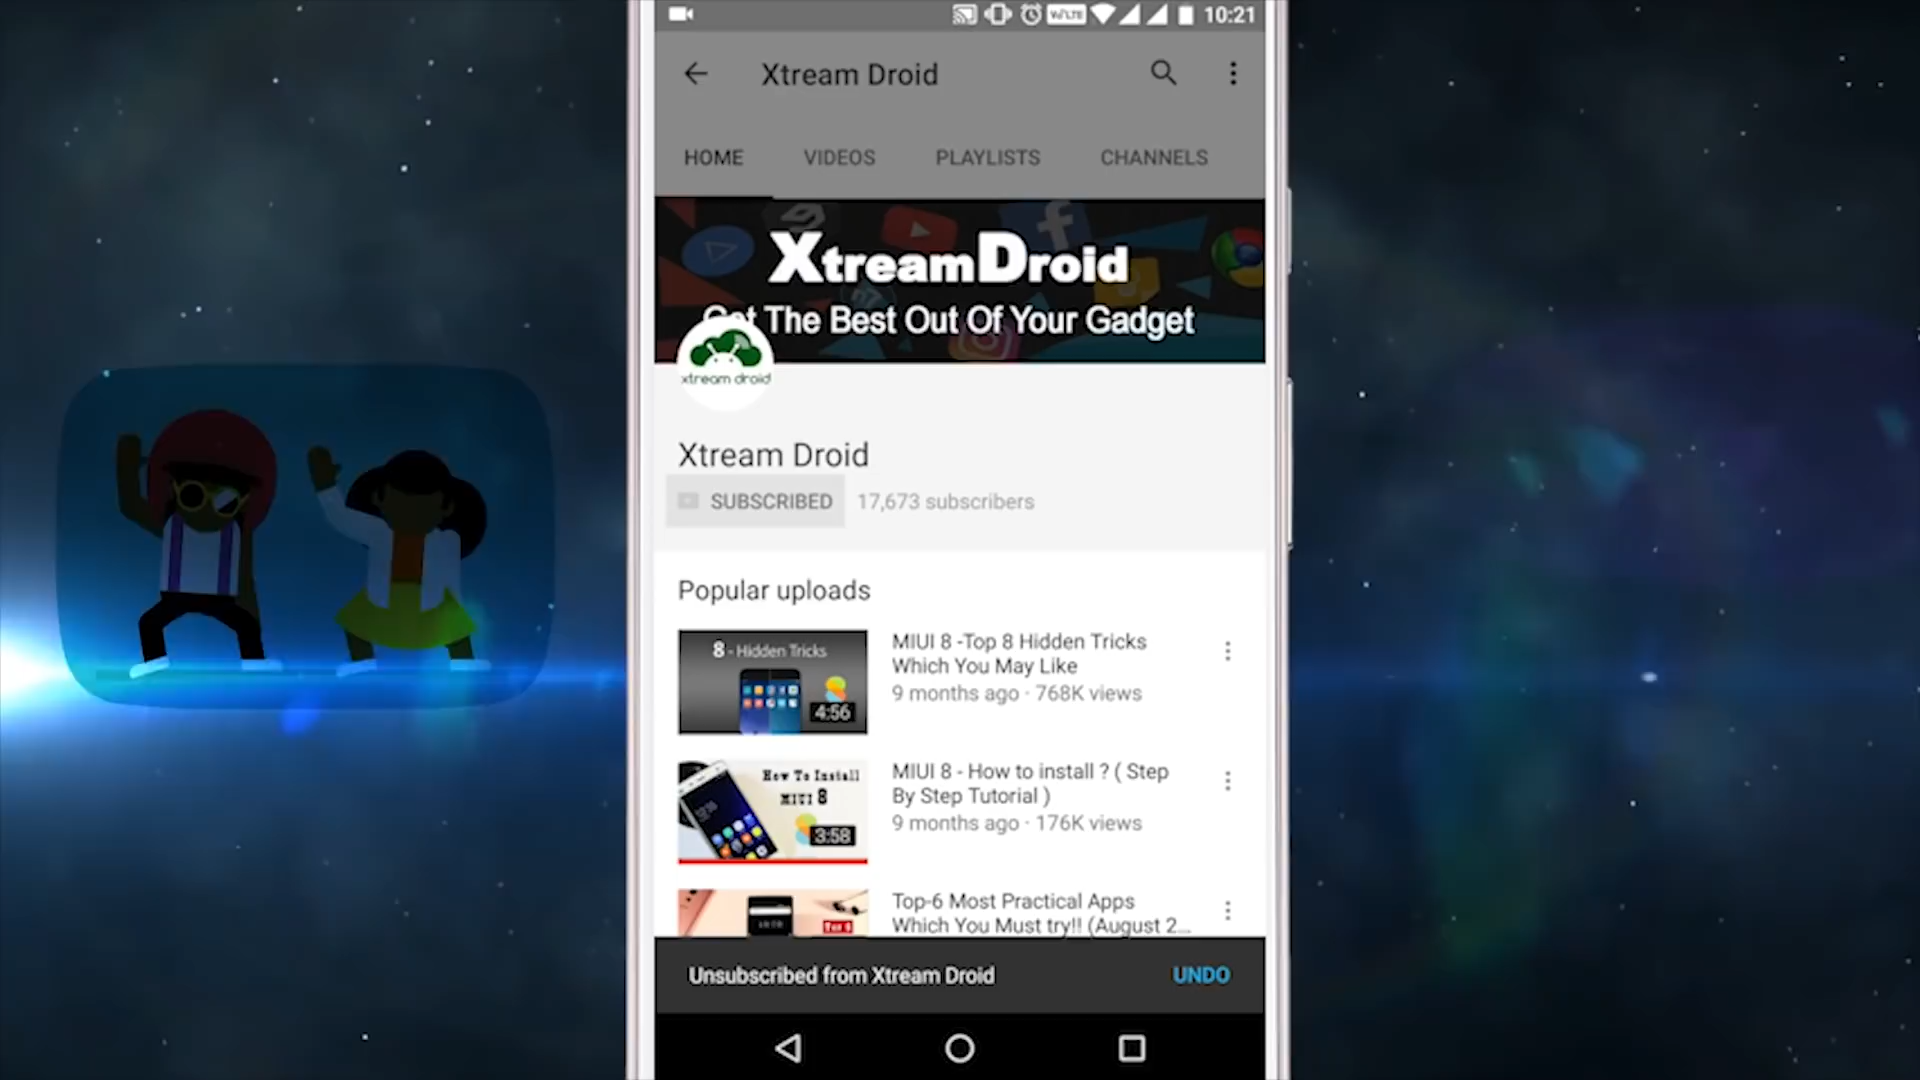 VoLTE 10:21
Xtream Droid
HOME VIDEOS PLAYLISTS CHANNELS
XtreamDroid
Get The Best Out Of Your Gadget
xtream droid
Xtream Droid
SUBSCRIBED 17,673 subscribers
Popular uploads
8 - Hidden Tricks
4:56
MIUI 8 -Top 8 Hidden Tricks
Which You May Like
9 months ago · 768K views
How To Install
MIUI 8
3:58
MIUI 8 - How to install ? ( Step
By Step Tutorial )
9 months ago · 176K views
Top 6
Top-6 Most Practical Apps
Which You Must try!! (August 2...
Unsubscribed from Xtream Droid UNDO